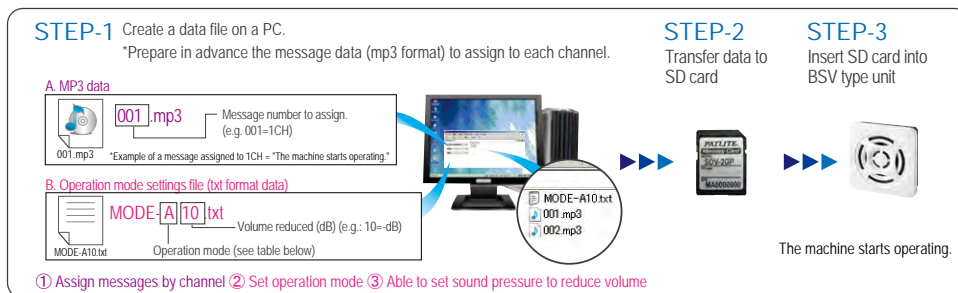 STEP-1 Create a data file on a PC.
*Prepare in advance the message data (mp3 format) to assign to each channel.
A. MP3 data
001.mp3
001 .mp3
Message number to assign.
(e.g. 001=1CH)
*Example of a message assigned to 1CH = "The machine starts operating."
B. Operation mode settings file (txt format data)
MODE-A10.txt
MODE-A 10.txt
Volume reduced (dB) (e.g.: 10=-dB)
Operation mode (see table below)
MODE-A10.txt
001.mp3
002.mp3
① Assign messages by channel ② Set operation mode ③ Able to set sound pressure to reduce volume
STEP-2
Transfer data to
SD card
PATLITE
Memory Card
SDV-2GP
MA0000000
STEP-3
Insert SD card into
BSV type unit
The machine starts operating.